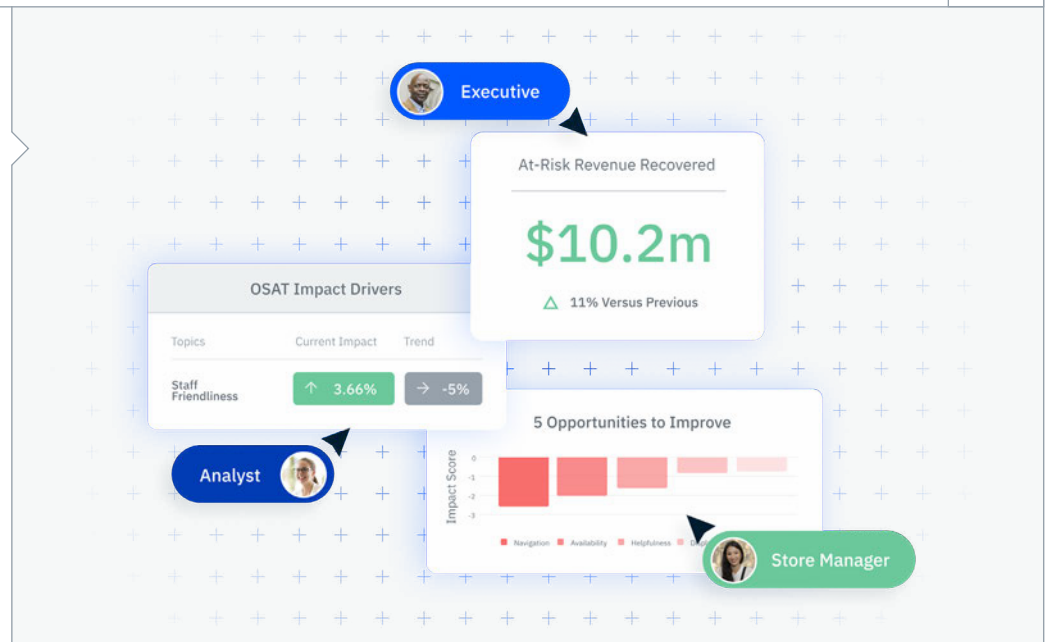 Executive
At-Risk Revenue Recovered
$10.2m
11% Versus Previous
OSAT Impact Drivers
Topics Current Impact Trend
Staff
Friendliness
↑ 3.66% → -5%
Analyst
5 Opportunities to Improve
Impact Score
0
-1
-2
-3
Navigation Availability Helpfulness
Store Manager